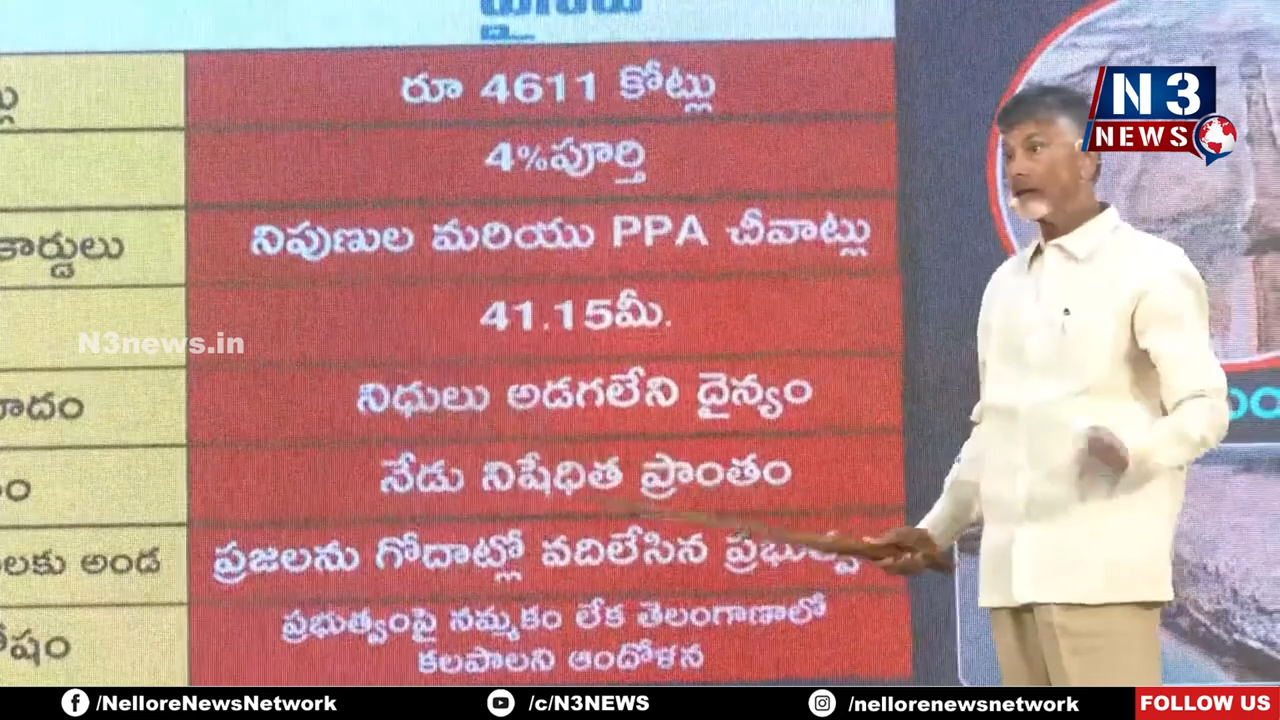 రూ 4611 కోట్లు
4%పూర్తి
కార్డులు
నిపుణుల మరియు PPA చీవాట్లు
41.15మీ.
నిధులు అడగలేని దైన్యం
నేడు నిషేధిత ప్రాంతం
లకు అండ
ప్రజలను గోదాట్లో వదిలేసిన
ప్రభుత్వంపై నమ్మకం లేక తెలంగాణాలో
కలపాలని ఆందోళన
N3
NEWS
N3news.in
/NelloreNewsNetwork
/c/N3NEWS
/nellorenewsnetwork
FOLLOW US